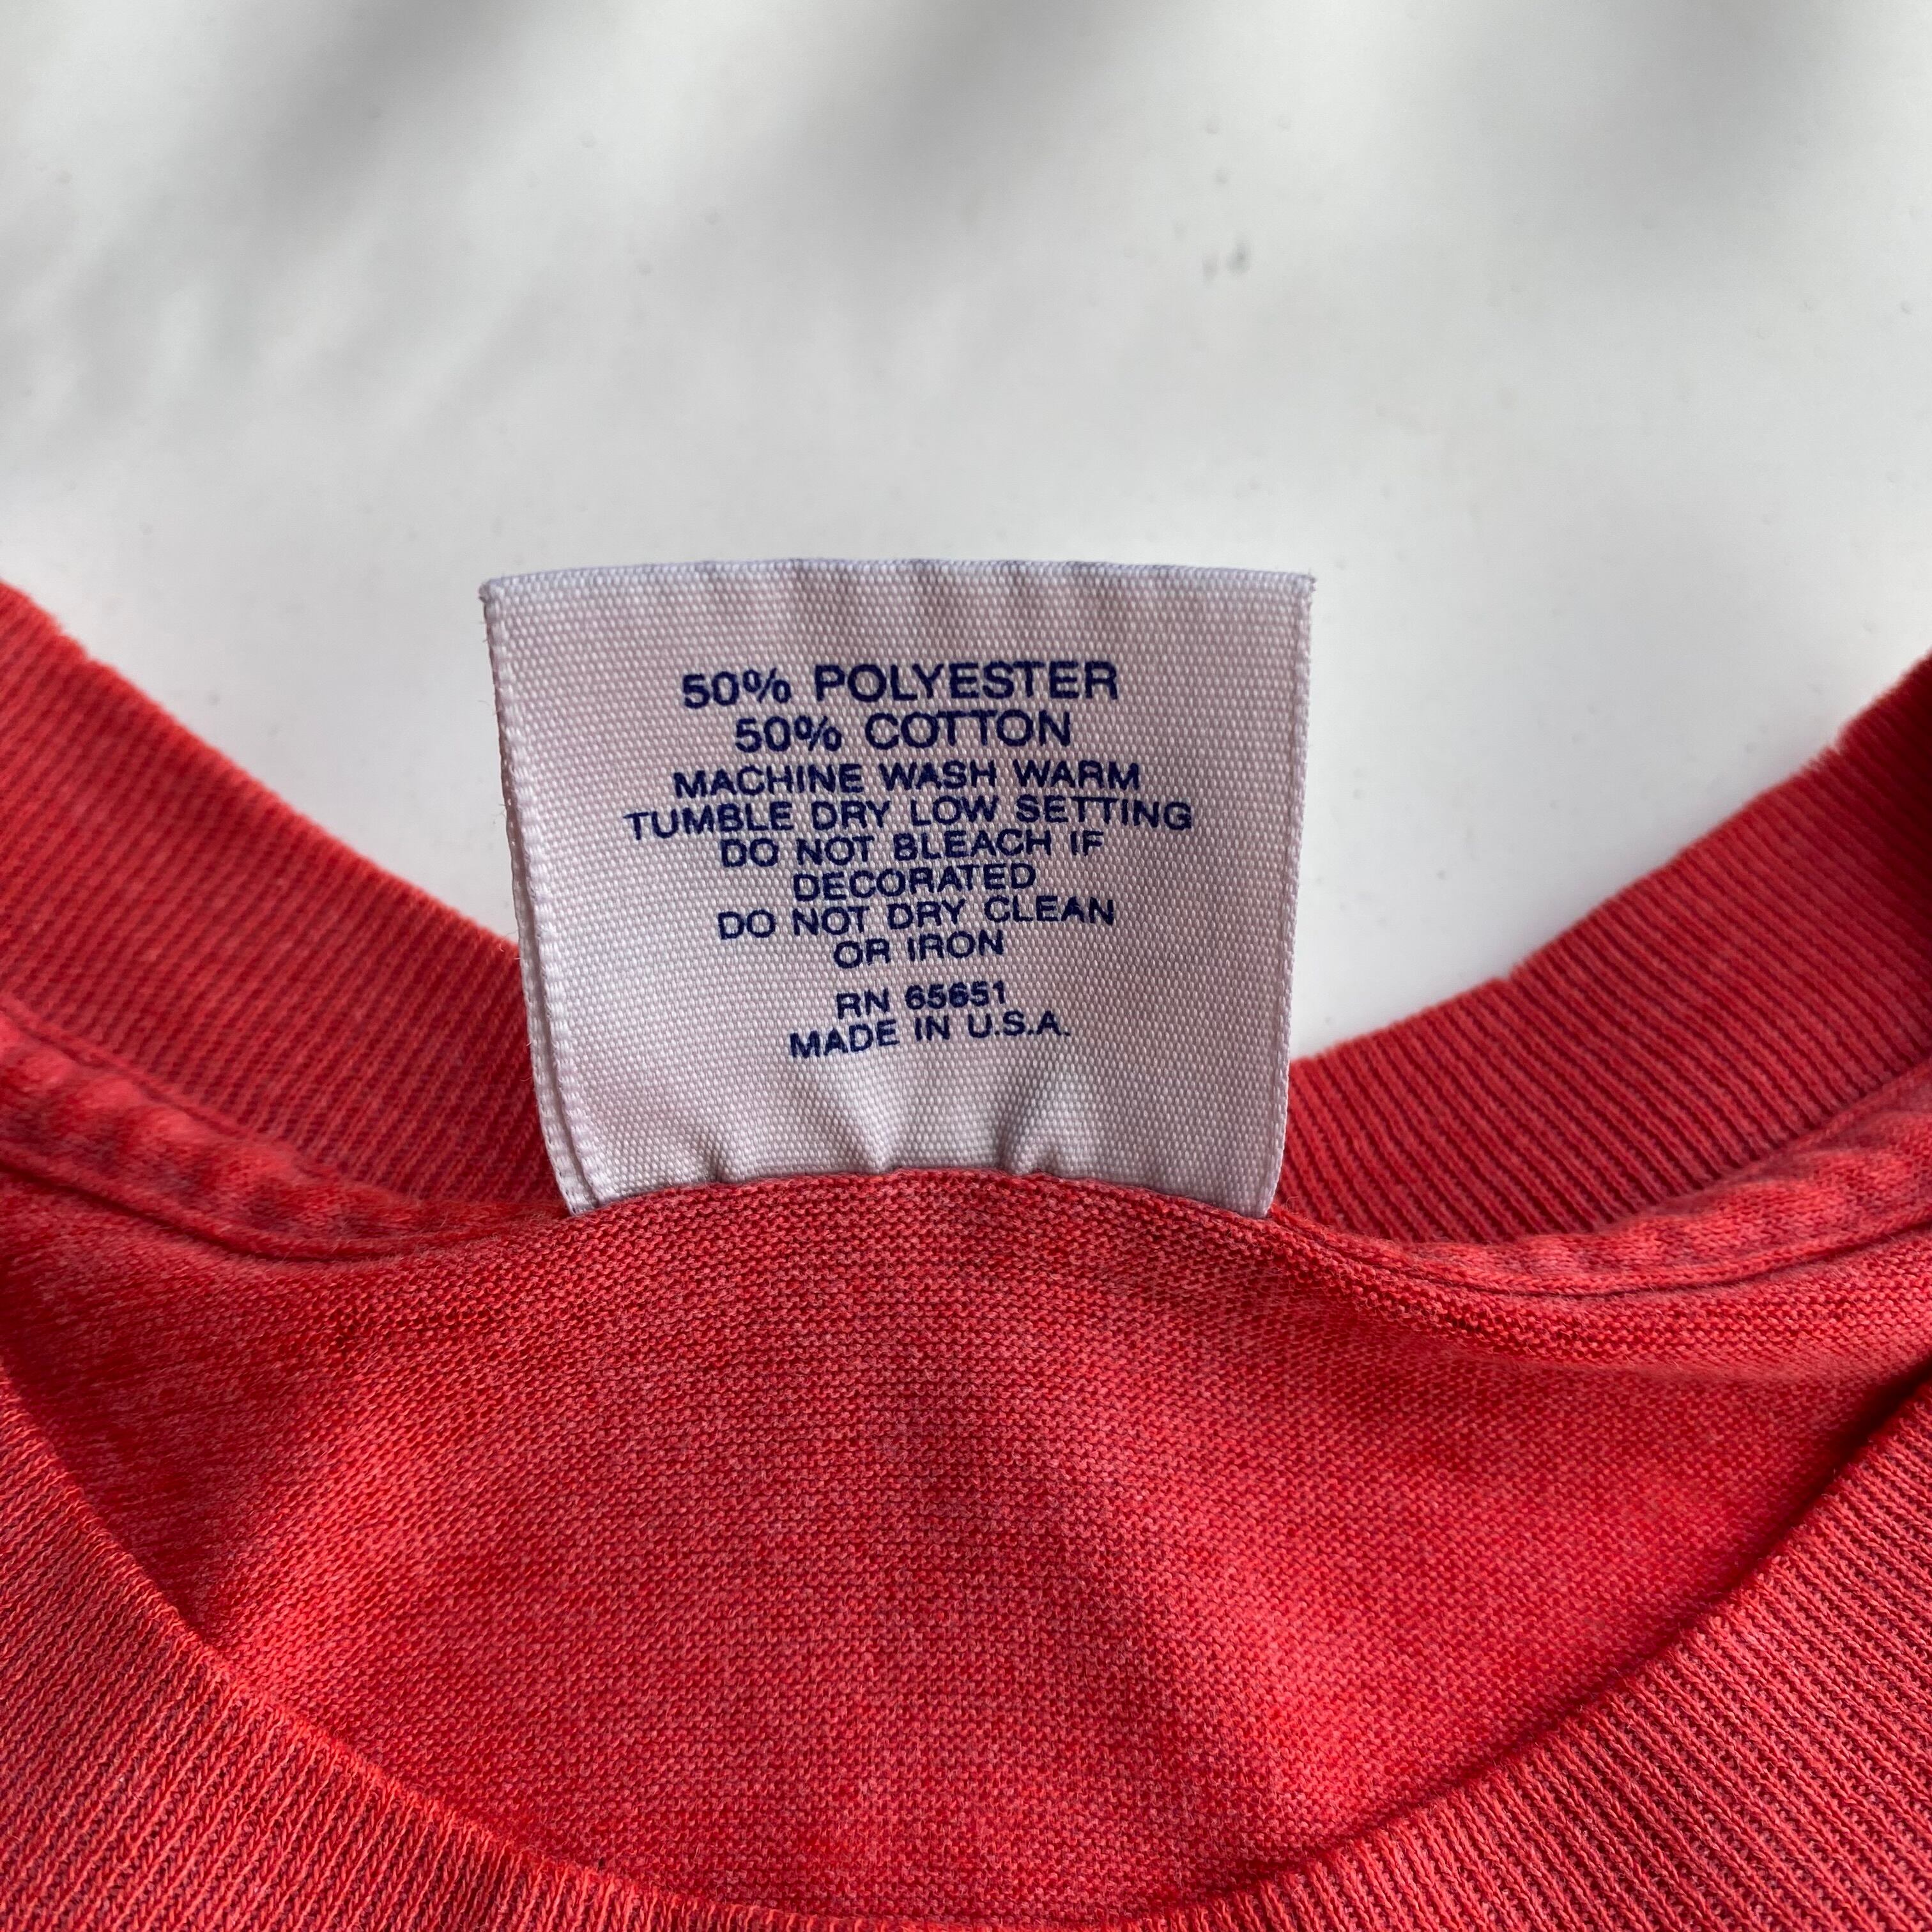 50% POLYESTER
50% COTTON
MACHINE WASH WARM
TUMBLE DRY LOW SETTING
DO NOT BLEACH IF
DECORATED
DO NOT DRY CLEAN
OR IRON
RN 65651
MADE IN U.S.A.